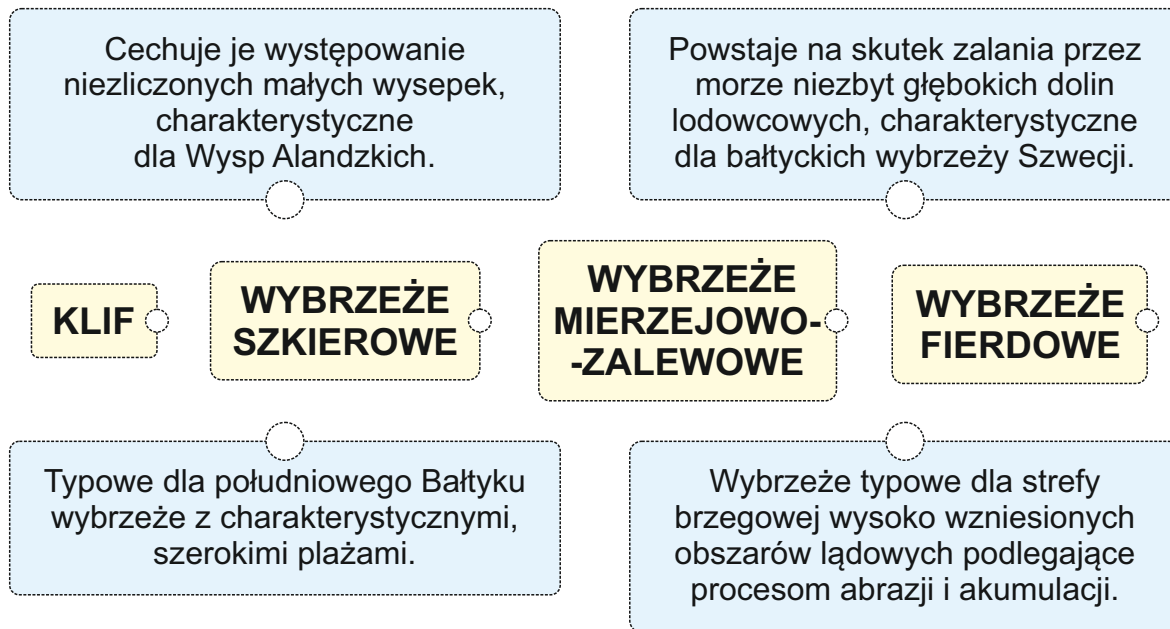 Cechuje je występowanie
niezliczonych małych wysepek,
charakterystyczne
dla Wysp Alandzkich.
Powstaje na skutek zalania przez
morze niezbyt głębokich dolin
lodowcowych, charakterystyczne
dla bałtyckich wybrzeży Szwecji.
KLIF
WYBRZEŻE
SZKIEROWE
WYBRZEŻE
MIERZEJOWO-
-ZALEWOWE
WYBRZEŻE
FIERDOWE
Typowe dla południowego Bałtyku
wybrzeże z charakterystycznymi,
szerokimi plażami.
Wybrzeże typowe dla strefy
brzegowej wysoko wzniesionych
obszarów lądowych podlegające
procesom abrazji i akumulacji.